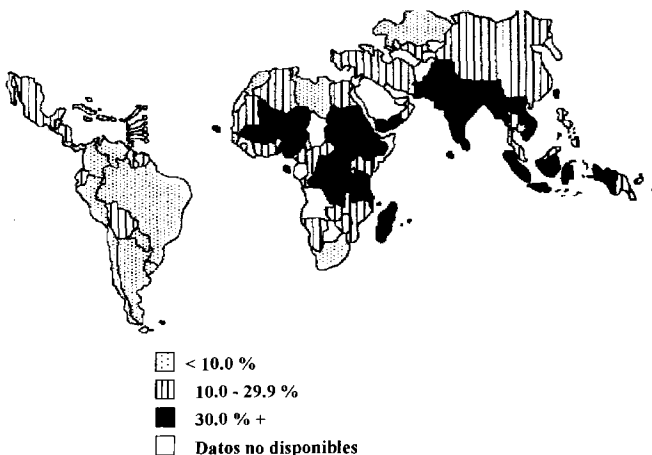 < 10.0 %
10.0 - 29.9 %
30.0 % +
Datos no disponibles